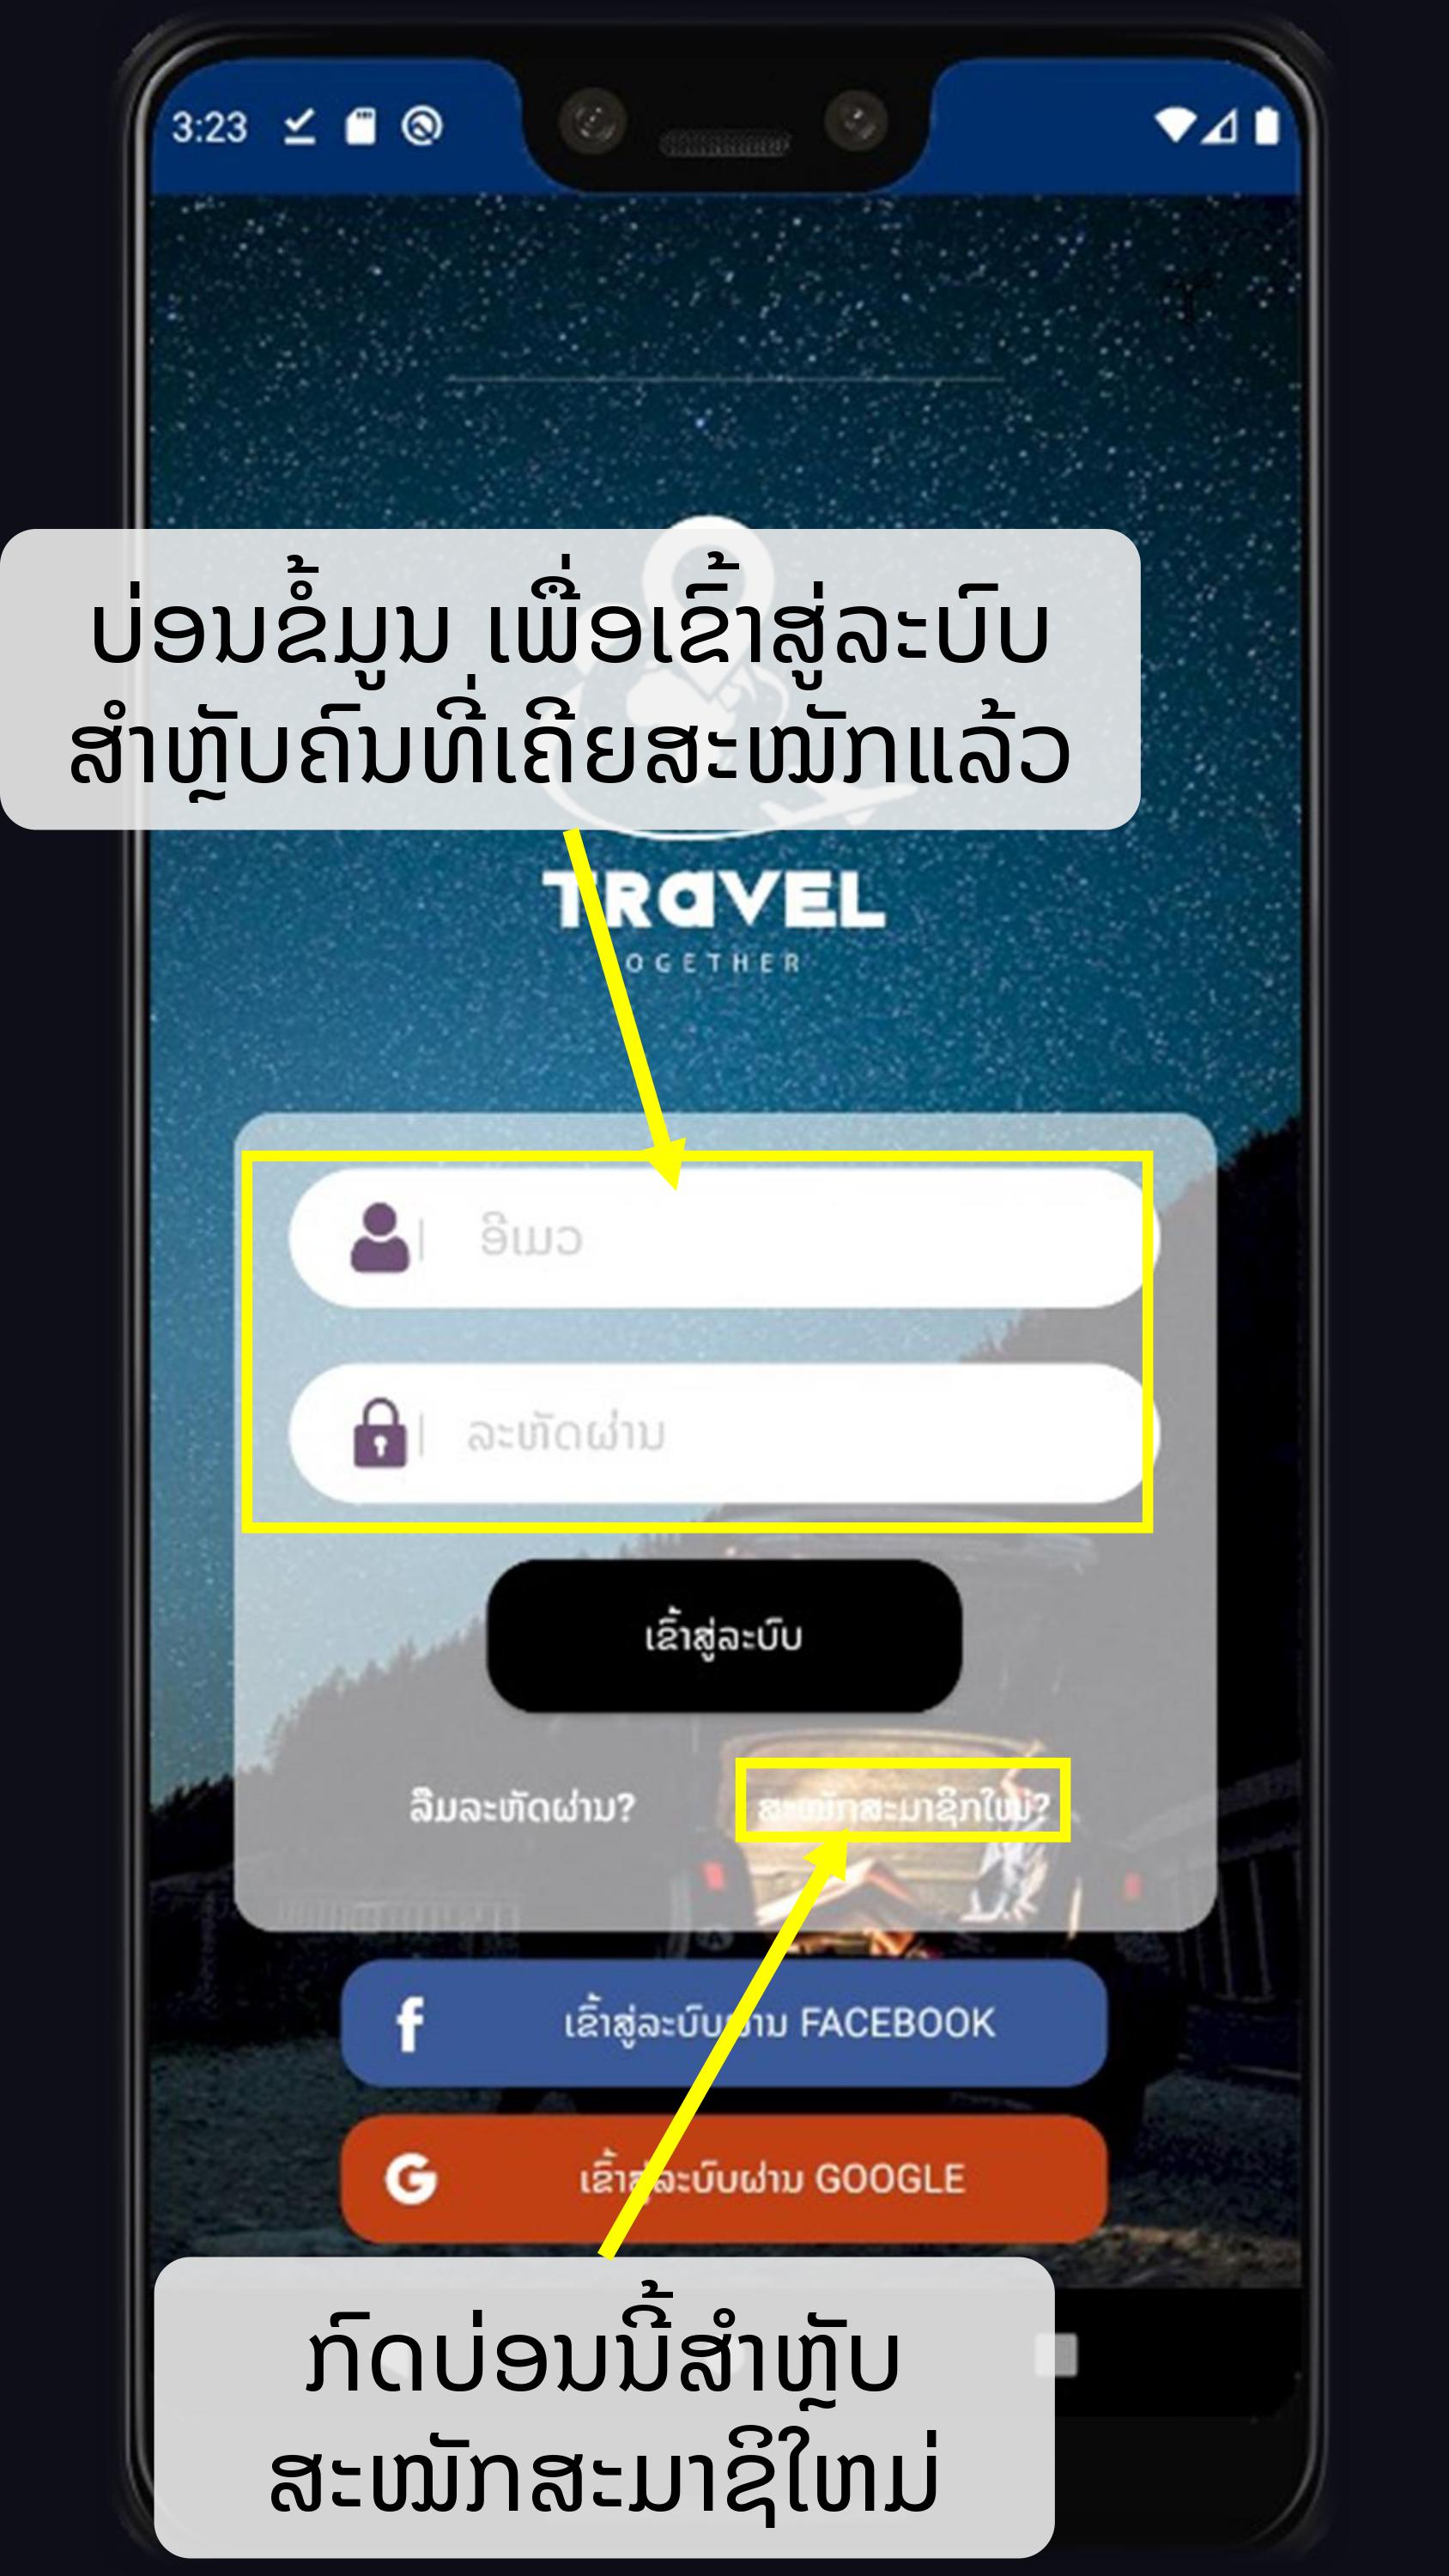 3:23
ບ່ອນຂໍ້ມູນ ເພື່ອເຂົ້າສູ່ລະບົບ
ສຳຫຼັບຄົນທີ່ເຄີຍສະໝັກແລ້ວ
TRAVEL
OGETHER
ອີເມວ
ລະຫັດຜ່ານ
ເຂົ້າສູ່ລະບົບ
ລືມລະຫັດຜ່ານ?
ສະໝັກສະມາຊິກໃໝ່?
ເຂົ້າສູ່ລະບົບຜ່ານ FACEBOOK
G
ເຂົ້າສູ່ລະບົບຜ່ານ GOOGLE
ກົດບ່ອນນີ້ສຳຫຼັບ
ສະໝັກສະມາຊິໃຫມ່